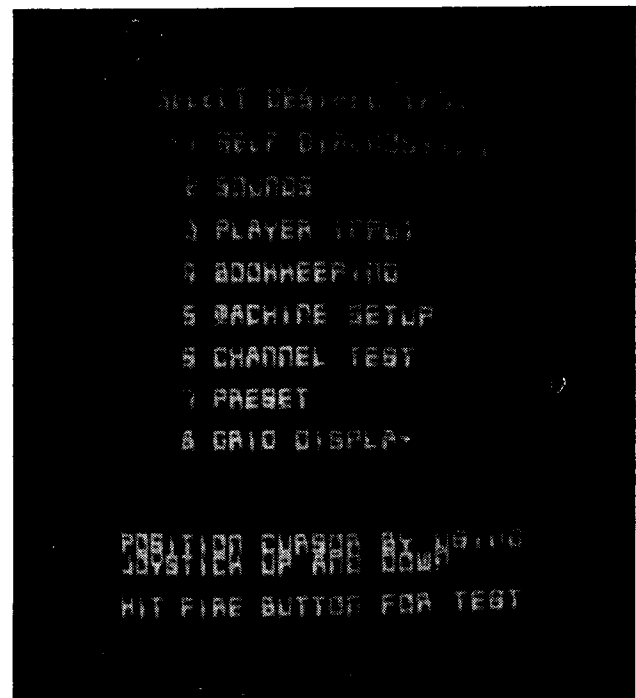 SELECT DESIRED TEST
1 SELF DIAGNOSTICS
2 SOUNDS
3 PLAYER INPUT
4 BOOKKEEPING
5 MACHINE SETUP
6 CHANNEL TEST
7 PRESET
8 GRID DISPLAY
POSITION CURSOR BY USING
JOYSTICK UP AND DOWN
HIT FIRE BUTTON FOR TEST